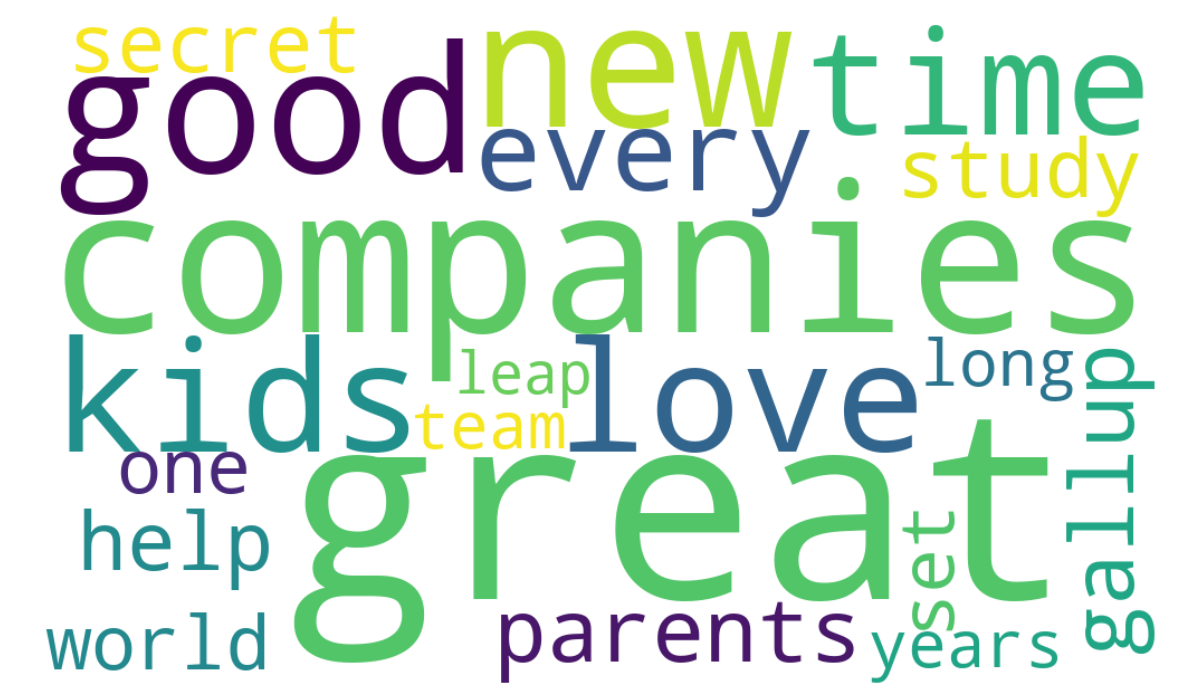 secret
good
new
time
every
study
companies
kids
leap
love
long
team
gallup
one
great
help
set
world
parents
years